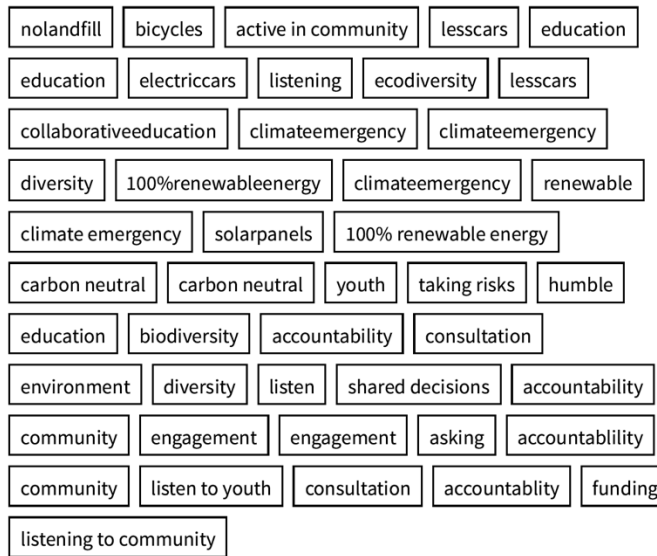 nolandfill bicycles active in community lesscars education
education electriccars listening ecodiversity lesscars
collaborativeeducation climateemergency climateemergency
diversity 100%renewableenergy climateemergency renewable
climate emergency solarpanels 100% renewable energy
carbon neutral carbon neutral youth taking risks humble
education biodiversity accountability consultation
environment diversity listen shared decisions accountability
community engagement engagement asking accountablility
community listen to youth consultation accountablity funding
listening to community